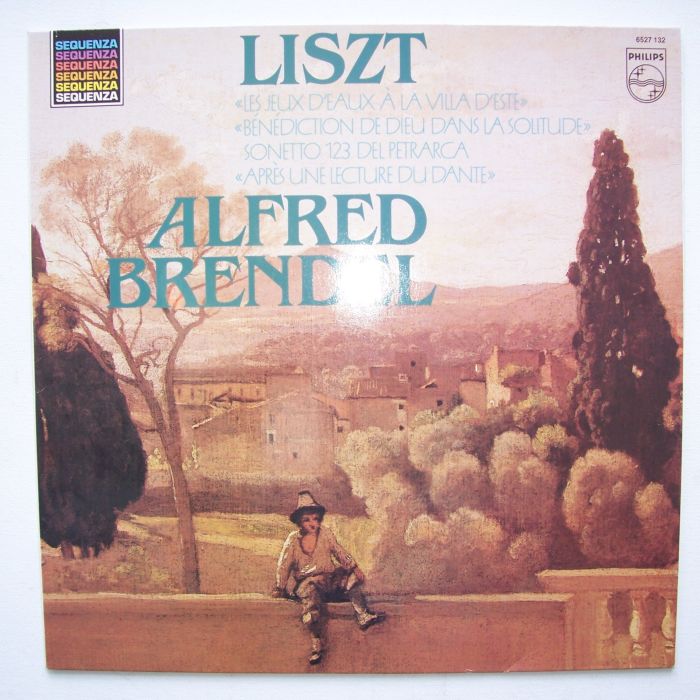 SEQUENZA
SEQUENZA
SEQUENZA
SEQUENZA
SEQUENZA
SEQUENZA
LISZT
6527 132
PHILIPS
«LES JEUX D'EAUX À LA VILLA D'ESTE»
«BÉNÉDICTION DE DIEU DANS LA SOLITUDE»
SONETTO 123 DEL PETRARCA
«APRÈS UNE LECTURE DU DANTE»
ALFRED
BRENDEL